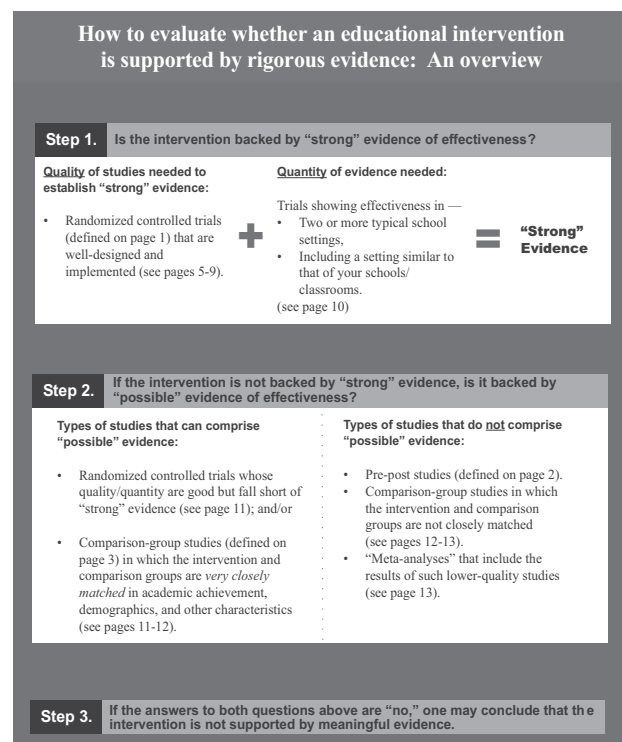 How to evaluate whether an educational intervention
is supported by rigorous evidence: An overview
Step 1.
Is the intervention backed by “strong” evidence of effectiveness?
Quality of studies needed to
establish “strong” evidence:
• Randomized controlled trials
(defined on page 1) that are
well-designed and
implemented (see pages 5-9).
+
Quantity of evidence needed:
Trials showing effectiveness in —
• Two or more typical school
settings,
• Including a setting similar to
that of your schools/
classrooms.
(see page 10)
=
“Strong”
Evidence
Step 2.
If the intervention is not backed by “strong” evidence, is it backed by
“possible” evidence of effectiveness?
Types of studies that can comprise
“possible” evidence:
• Randomized controlled trials whose
quality/quantity are good but fall short of
“strong” evidence (see page 11); and/or
• Comparison-group studies (defined on
page 3) in which the intervention and
comparison groups are very closely
matched in academic achievement,
demographics, and other characteristics
(see pages 11-12).
Types of studies that do not comprise
“possible” evidence:
• Pre-post studies (defined on page 2).
• Comparison-group studies in which
the intervention and comparison
groups are not closely matched
(see pages 12-13).
• “Meta-analyses” that include the
results of such lower-quality studies
(see page 13).
Step 3.
If the answers to both questions above are “no,” one may conclude that the
intervention is not supported by meaningful evidence.